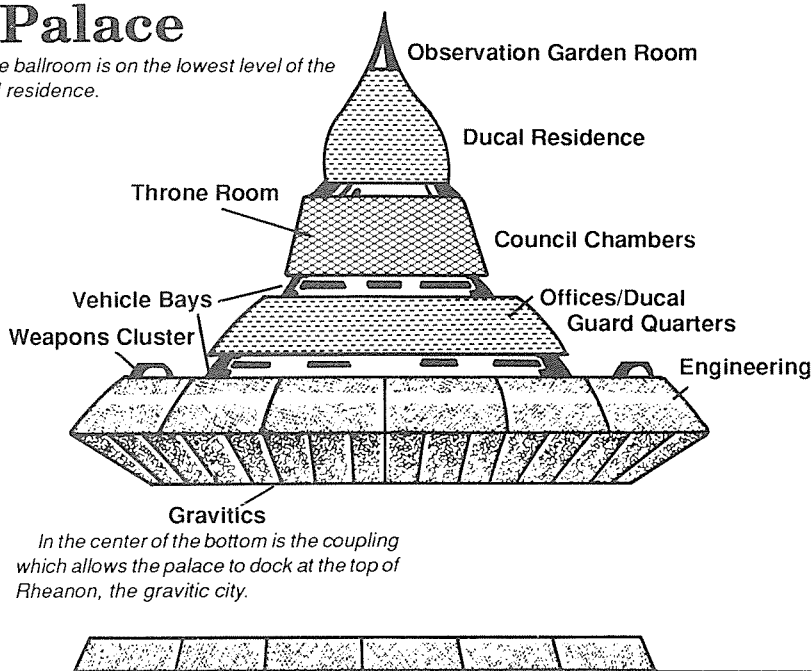 Palace
e ballroom is on the lowest level of the
residence.
Observation Garden Room
Ducal Residence
Throne Room
Council Chambers
Vehicle Bays
Offices/Ducal
Guard Quarters
Weapons Cluster
Engineering
Gravitics
In the center of the bottom is the coupling
which allows the palace to dock at the top of
Rheanon, the gravitic city.